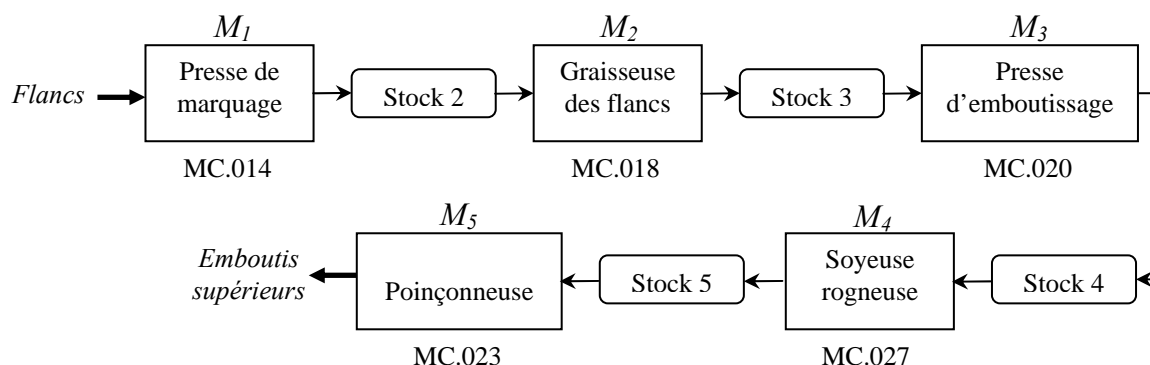 M1
M2
M3
Flancs
Presse de
marquage
Stock 2
Graisseuse
des flancs
Stock 3
Presse
d’emboutissage
MC.014
MC.018
MC.020
M5
M4
Emboutis
supérieurs
Poinçonneuse
Stock 5
Soyeuse
rogneuse
Stock 4
MC.023
MC.027